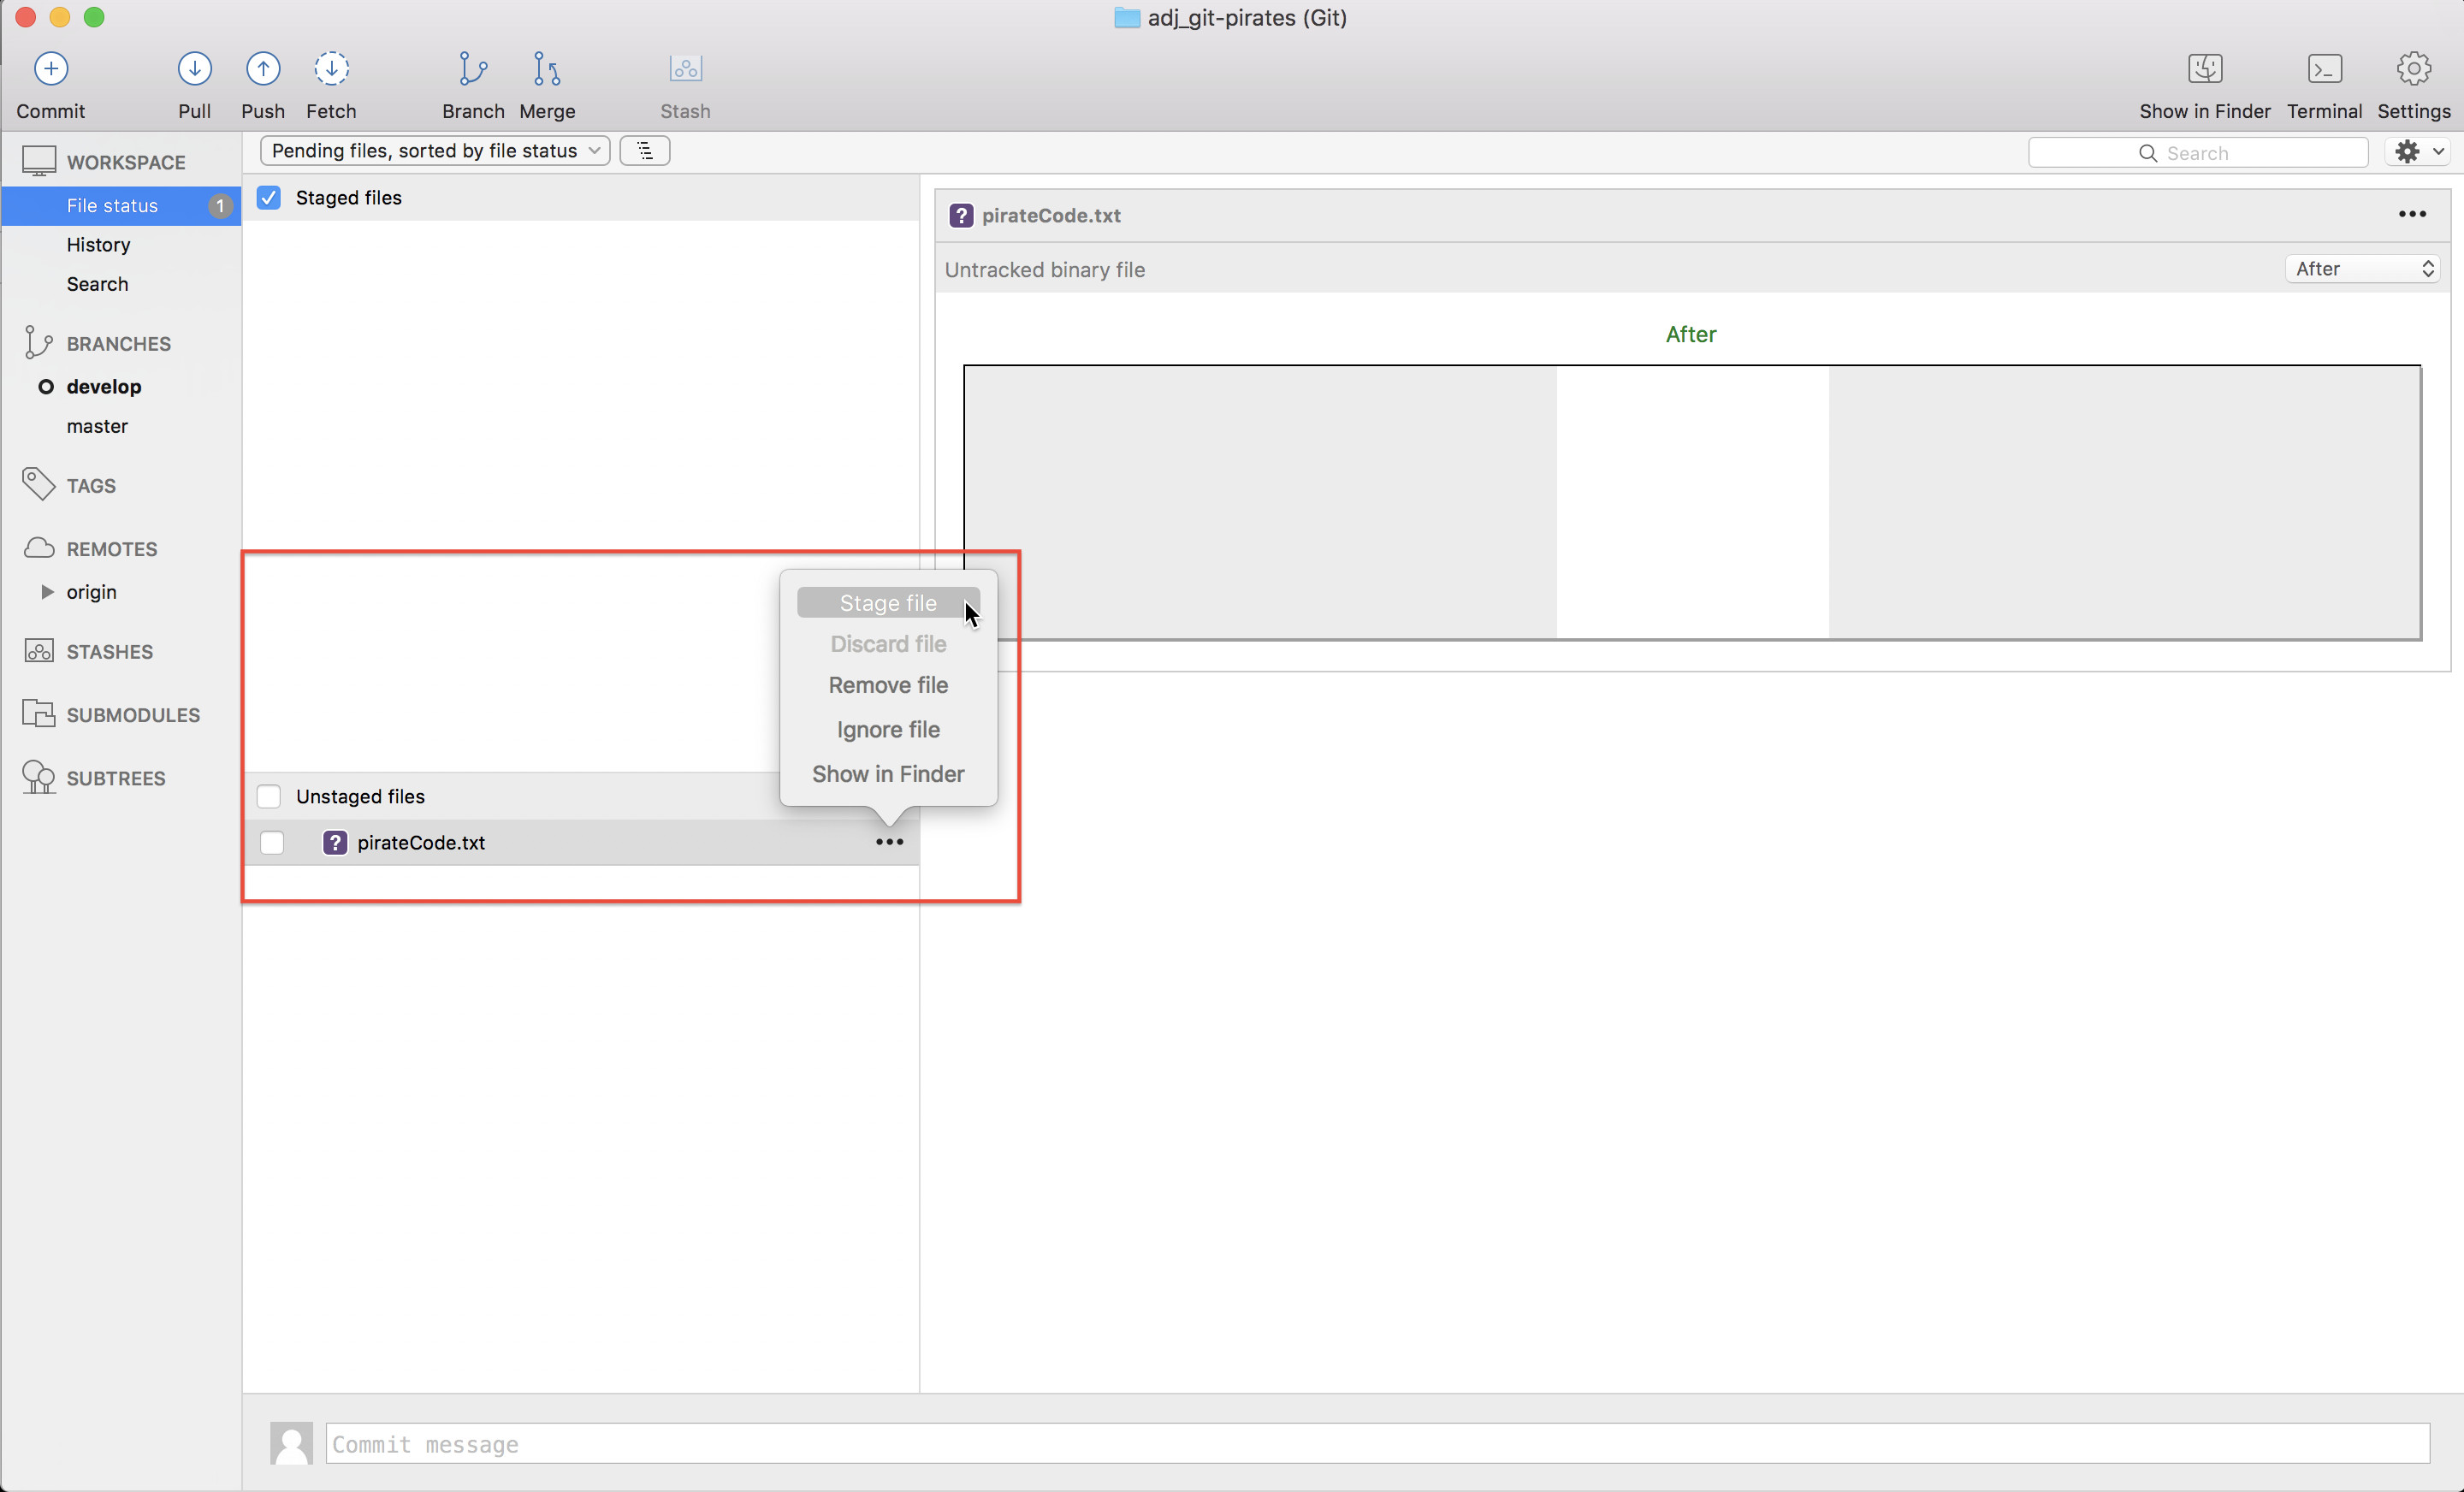 adj_git-pirates (Git)
Commit
Pull
Push
Fetch
Branch
Merge
Stash
Show in Finder
Terminal
Settings
WORKSPACE
File status
1
History
Search
BRANCHES
develop
master
TAGS
REMOTES
origin
STASHES
SUBMODULES
SUBTREES
Pending files, sorted by file status
Search
Staged files
Unstaged files
? pirateCode.txt
Stage file
Discard file
Remove file
Ignore file
Show in Finder
? pirateCode.txt
Untracked binary file
After
After
Commit message